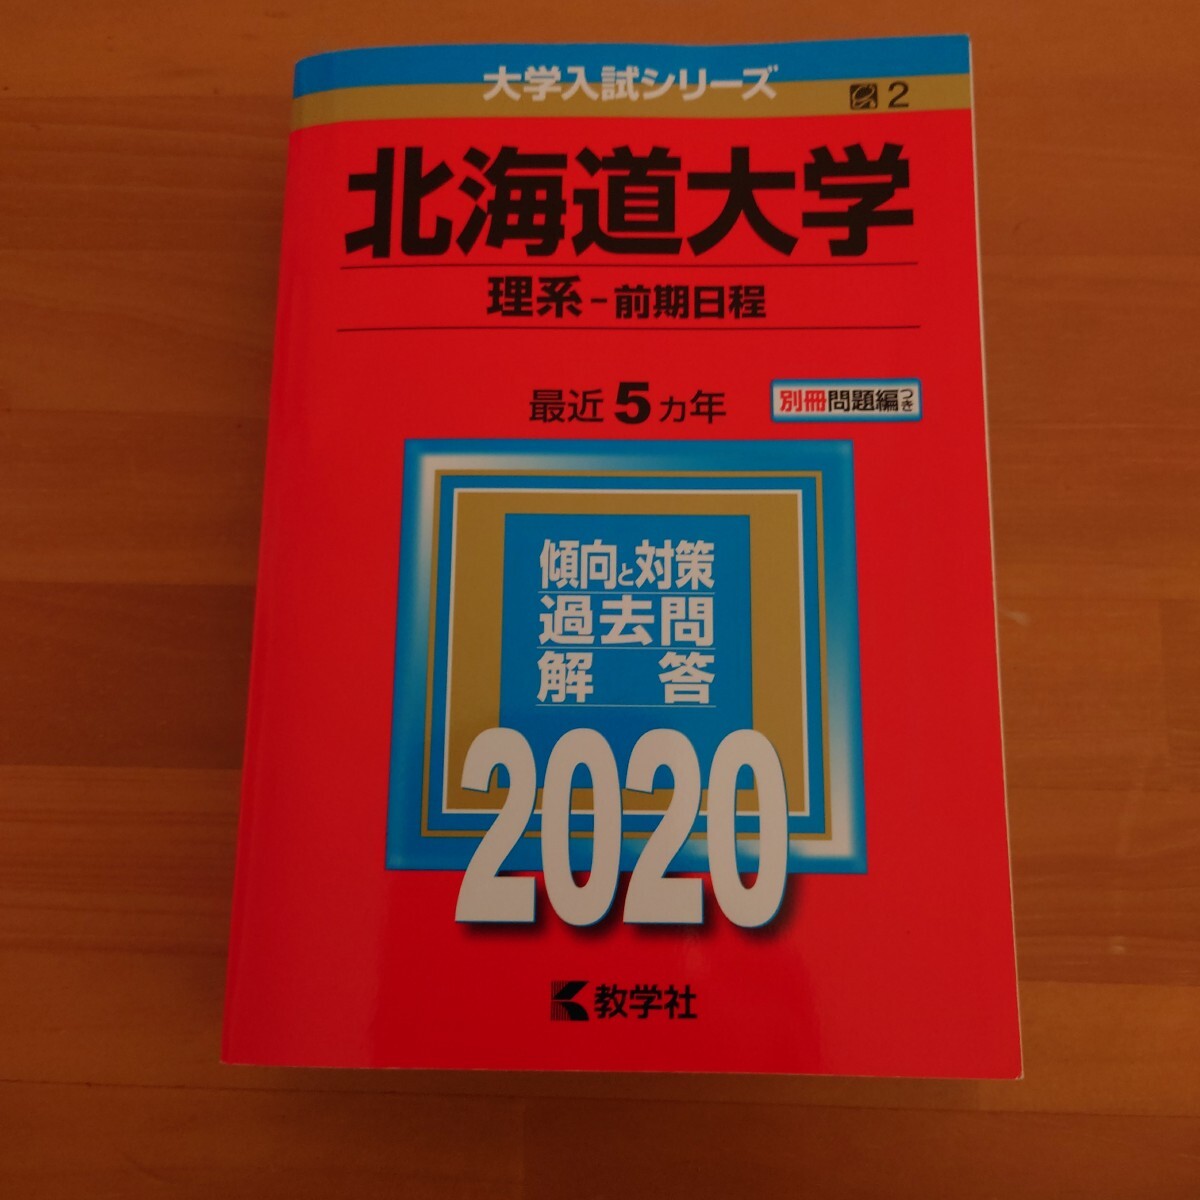 大学入試シリーズ
2
北海道大学
理系-前期日程
最近5カ年
別冊問題編つき
傾向と対策
過去問
解答
2020
教学社